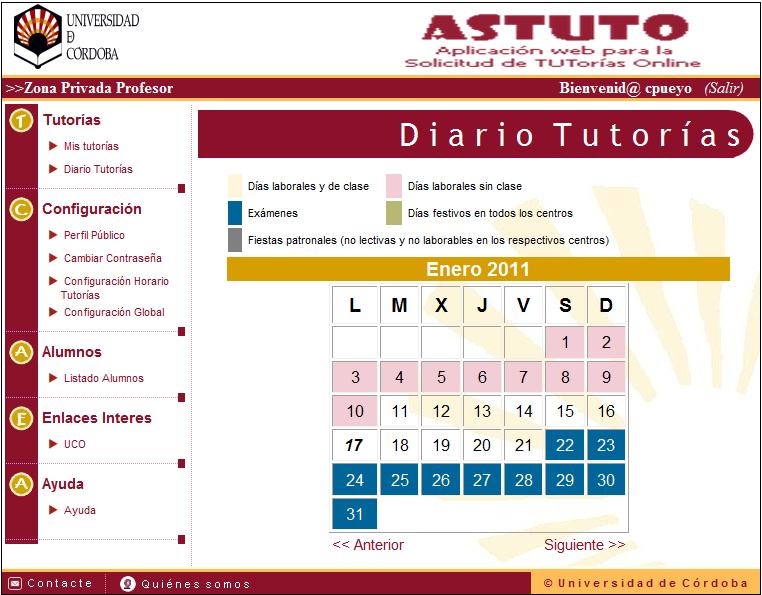 UNIVERSIDAD
Đ
CÓRDOBA
ASTUTO
Aplicación web para la
Solicitud de TUTorías Online
>>Zona Privada Profesor
Bienvenid@ cpueyo (Salir)
T Tutorías
Mis tutorías
Diario Tutorías
C Configuración
Perfil Público
Cambiar Contraseña
Configuración Horario
Tutorías
Configuración Global
A Alumnos
Listado Alumnos
E Enlaces Interes
UCO
A Ayuda
Ayuda
Diario Tutorías
Días laborales y de clase
Días laborales sin clase
Exámenes
Días festivos en todos los centros
Fiestas patronales (no lectivas y no laborables en los respectivos centros)
Enero 2011
L M X J V S D
1 2
3 4 5 6 7 8 9
10 11 12 13 14 15 16
17 18 19 20 21 22 23
24 25 26 27 28 29 30
31
<< Anterior
Siguiente >>
Contacte
Quiénes somos
© Universidad de Córdoba